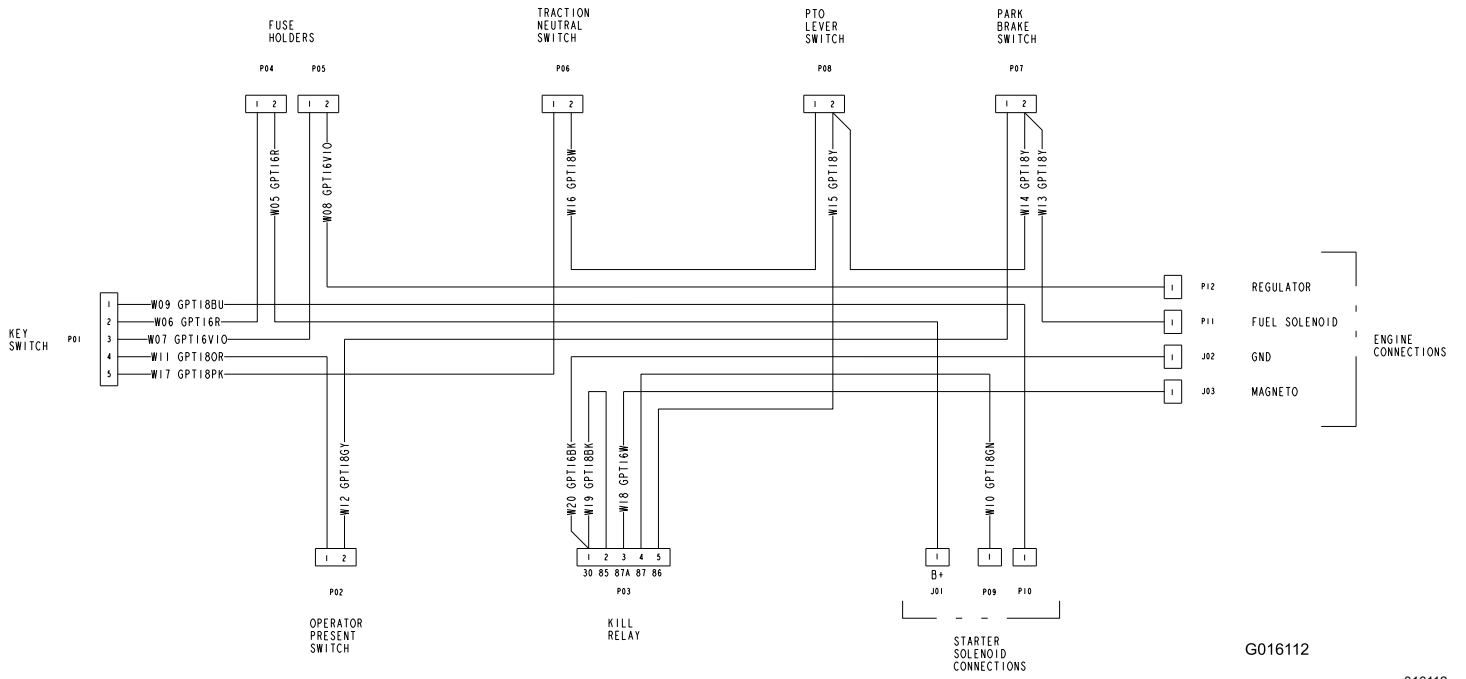 FUSE
HOLDERS
TRACTION
NEUTRAL
SWITCH
PTO
LEVER
SWITCH
PARK
BRAKE
SWITCH
P04 P05
P06
P08
P07
1 2
1 2
1 2
1 2
1 2
W05 GPT16R
W08 GPT16VIO
W16 GPT18W
W15 GPT18Y
W14 GPT18Y
W13 GPT18Y
KEY
SWITCH
P01
1
2
3
4
5
W09 GPT18BU
W06 GPT16R
W07 GPT16VIO
W11 GPT18OR
W17 GPT18PK
1 P12 REGULATOR
1 P11 FUEL SOLENOID
1 J02 GND
1 J03 MAGNETO
ENGINE
CONNECTIONS
W12 GPT18GY
W20 GPT16BK
W19 GPT18BK
W18 GPT16W
W10 GPT18GN
1 2
P02
OPERATOR
PRESENT
SWITCH
1 2 3 4 5
30 85 87A 87 86
P03
KILL
RELAY
1
1
1
B+
J01 P09 P10
STARTER
SOLENOID
CONNECTIONS
G016112